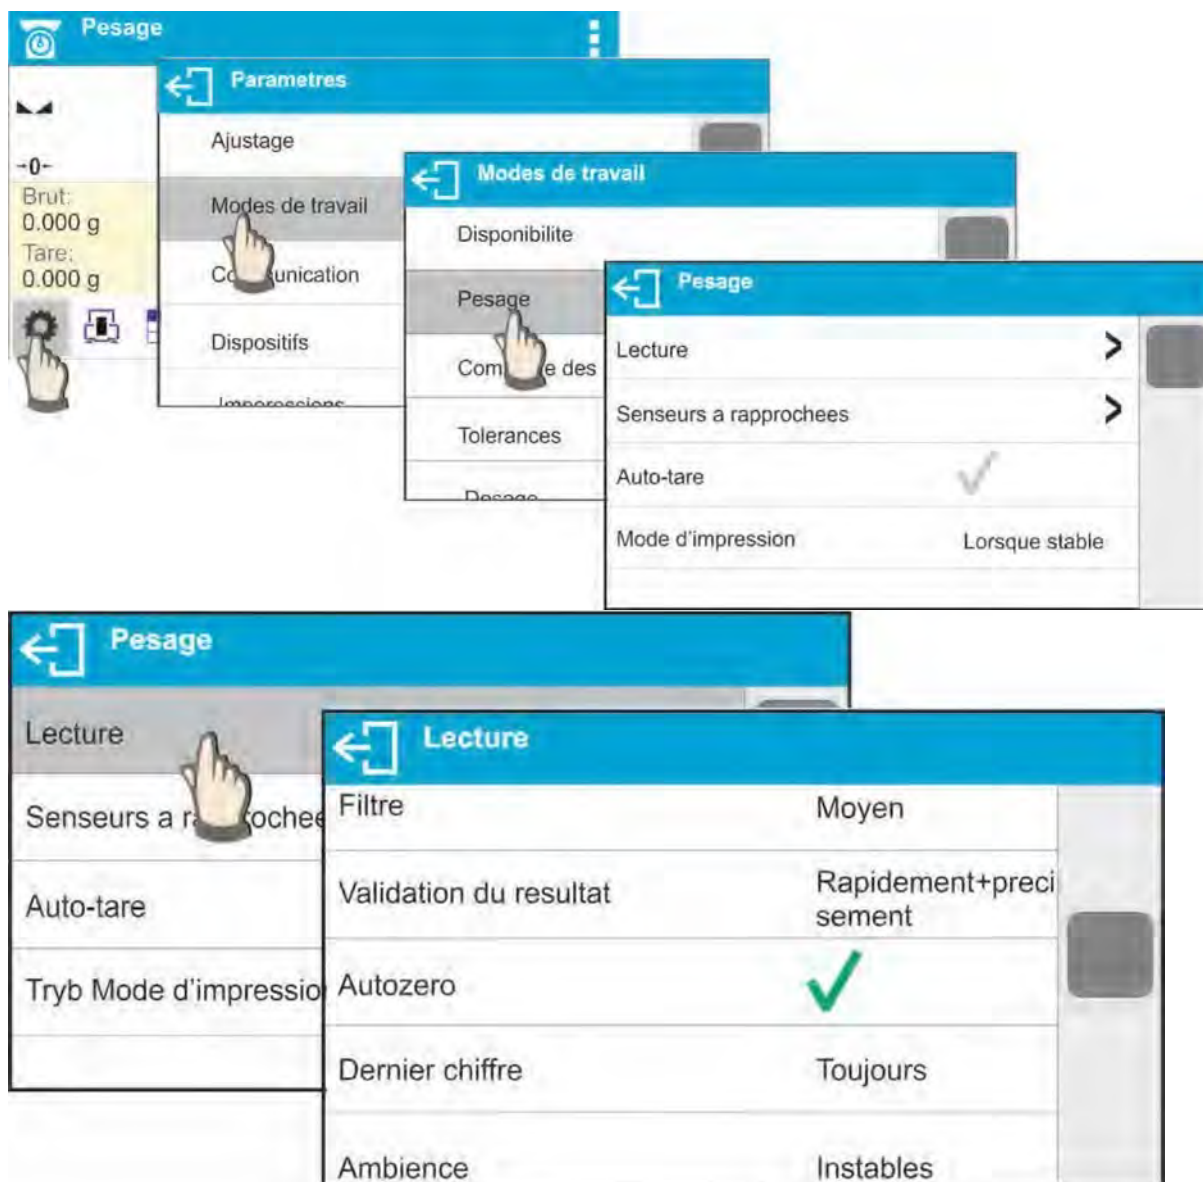 Pesage
Parametres
Ajustage
Modes de travail
-0-
Brut:
0.000 g
Tare:
0.000 g
Modes de travail
Disponibilite
Dispositifs
Pesage
Tolerances
Pesage
Lecture
Senseurs a rapprochees
Auto-tare
Mode d'impression Lorsque stable
Pesage
Lecture
Senseurs a
Auto-tare
Tryb Mode d'impressio
Lecture
Filtre Moyen
Validation du resultat Rapidement+preci
sement
Autozero
Dernier chiffre Toujours
Ambience Instables